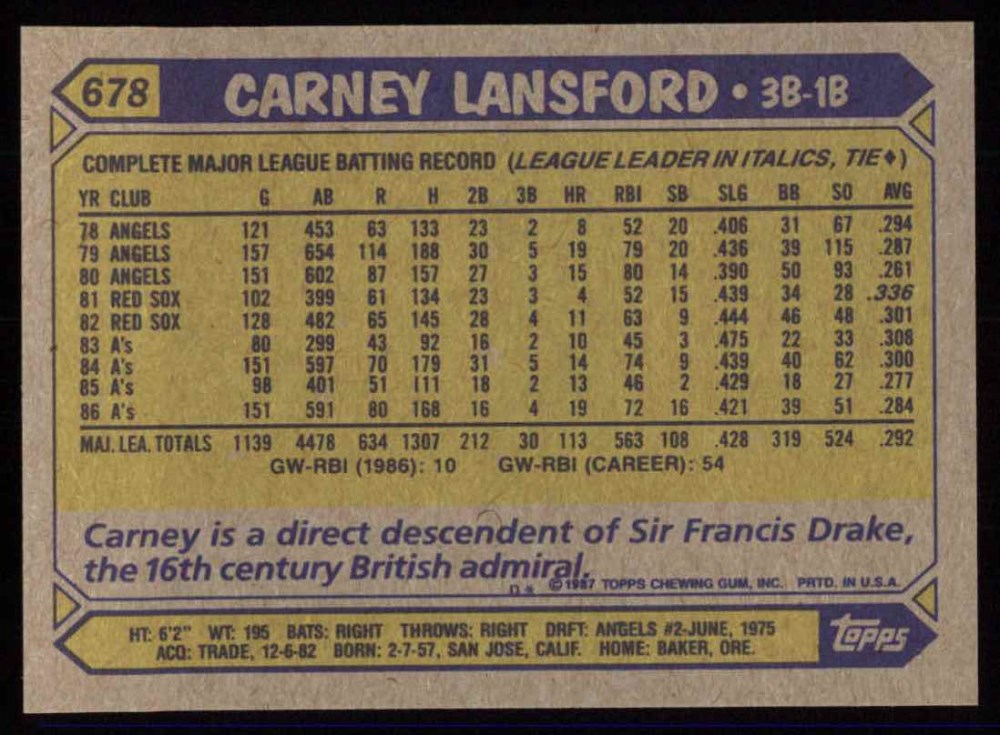 678 CARNEY LANSFORD • 3B-1B
COMPLETE MAJOR LEAGUE BATTING RECORD (LEAGUE LEADER IN ITALICS, TIE♦)
YR CLUB G AB R H 2B 3B HR RBI SB SLG BB SO AVG
78 ANGELS 121 453 63 133 23 2 8 52 20 .406 31 67 .294
79 ANGELS 157 654 114 188 30 5 19 79 20 .436 39 115 .287
80 ANGELS 151 602 87 157 27 3 15 80 14 .390 50 93 .261
81 RED SOX 102 399 61 134 23 3 4 52 15 .439 34 28 .336
82 RED SOX 128 482 65 145 28 4 11 63 9 .444 46 48 .301
83 A's 80 299 43 92 16 2 10 45 3 .475 22 33 .308
84 A's 151 597 70 179 31 5 14 74 9 .439 40 62 .300
85 A's 98 401 51 111 18 2 13 46 2 .429 18 27 .277
86 A's 151 591 80 168 16 4 19 72 16 .421 39 51 .284
MAJ. LEA. TOTALS 1139 4478 634 1307 212 30 113 563 108 .428 319 524 .292
GW-RBI (1986): 10 GW-RBI (CAREER): 54
Carney is a direct descendent of Sir Francis Drake,
the 16th century British admiral.
D* ©1987 TOPPS CHEWING GUM, INC. PRTD. IN U.S.A.
HT: 6'2" WT: 195 BATS: RIGHT THROWS: RIGHT DRFT: ANGELS #2-JUNE, 1975
ACQ: TRADE, 12-6-82 BORN: 2-7-57, SAN JOSE, CALIF. HOME: BAKER, ORE.
topps